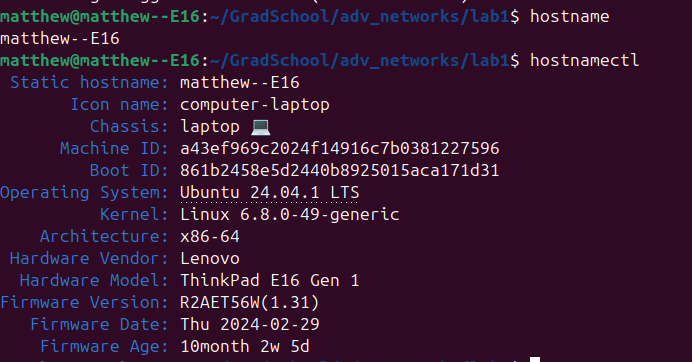 matthew@matthew--E16:~/GradSchool/adv_networks/lab1$ hostname
matthew--E16
matthew@matthew--E16:~/GradSchool/adv_networks/lab1$ hostnamectl
Static hostname: matthew--E16
Icon name: computer-laptop
Chassis: laptop 💻
Machine ID: a43ef969c2024f14916c7b0381227596
Boot ID: 861b2458e5d2440b8925015aca171d31
Operating System: Ubuntu 24.04.1 LTS
Kernel: Linux 6.8.0-49-generic
Architecture: x86-64
Hardware Vendor: Lenovo
Hardware Model: ThinkPad E16 Gen 1
Firmware Version: R2AET56W(1.31)
Firmware Date: Thu 2024-02-29
Firmware Age: 10month 2w 5d